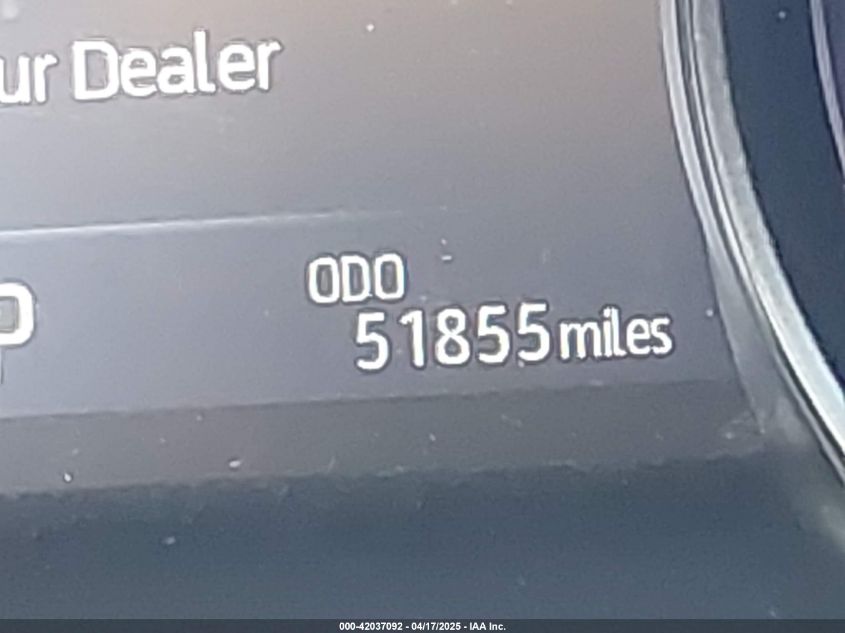 ur Dealer
ODO
P
51855 miles
000-42037092 - 04/17/2025 - IAA Inc.